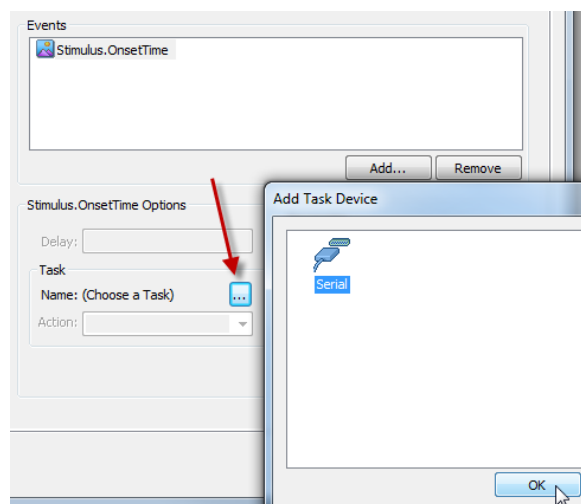 Events
Stimulus.OnsetTime
Add... Remove
Add Task Device
Stimulus.OnsetTime Options
Delay:
Task
Name: (Choose a Task) ...
Action:
Serial
OK